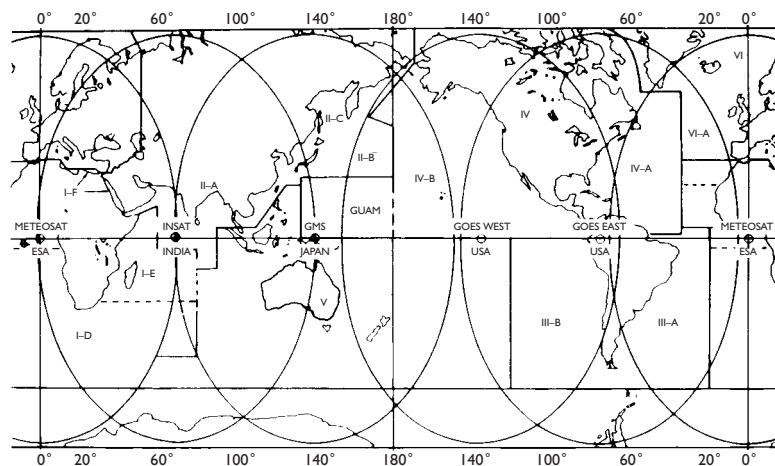 0° 20° 60° 100° 140° 180° 140° 100° 60° 20° 0°
VI
II-C
IV
VI-A
II-B
I-F
II-A
IV-B
IV-A
GUAM
METEOSAT INSAT GMS GOES WEST GOES EAST METEOSAT
ESA INDIA JAPAN USA USA ESA
I-E
V
I-D
III-B
III-A
0° 20° 60° 100° 140° 180° 140° 100° 60° 20° 0°